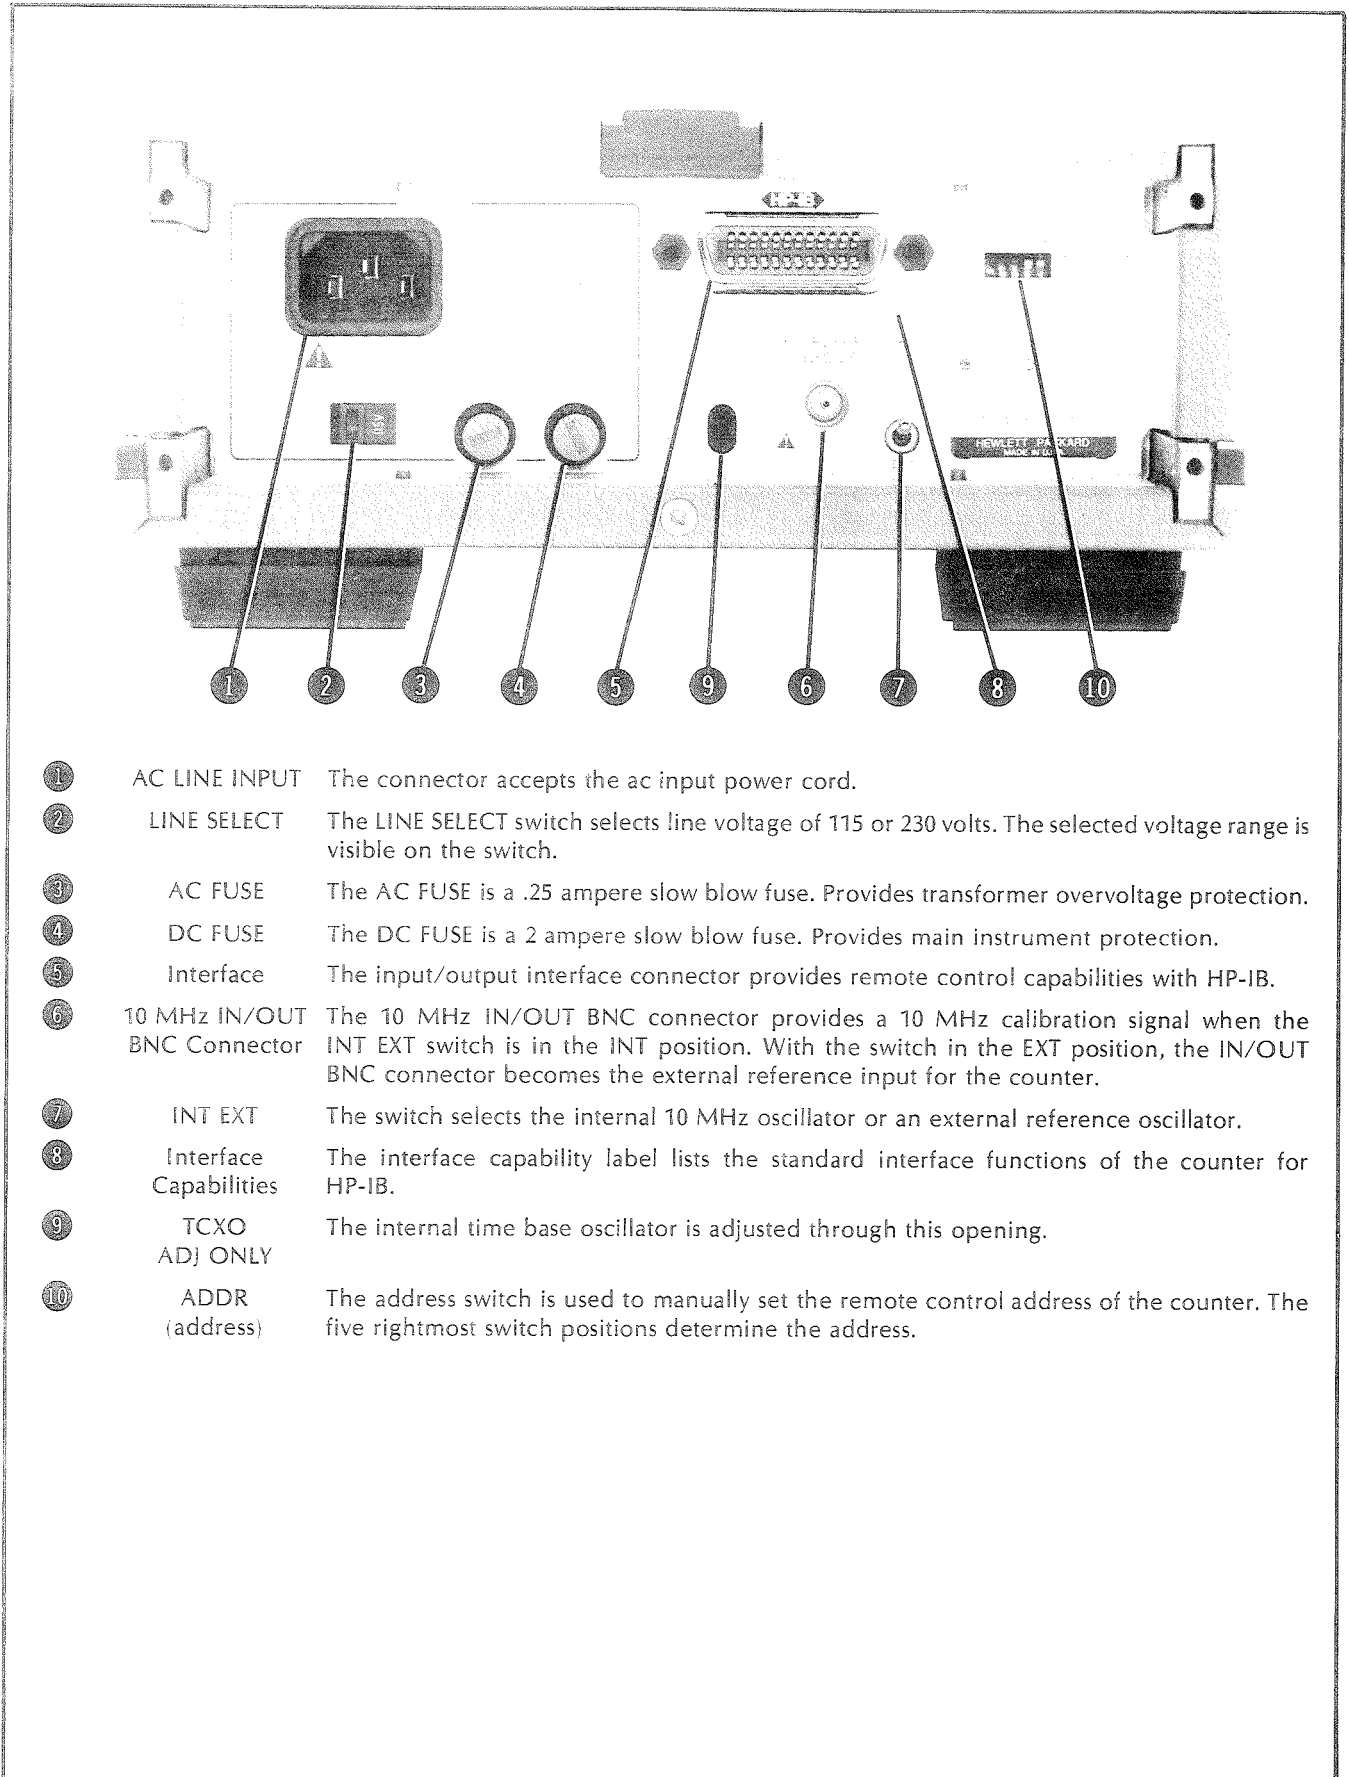 HP-IB
115V
HEWLETT · PACKARD
MADE IN U.S.A.
1 2 3 4 5 9 6 7 8 10
1 AC LINE INPUT The connector accepts the ac input power cord.
2 LINE SELECT The LINE SELECT switch selects line voltage of 115 or 230 volts. The selected voltage range is
visible on the switch.
3 AC FUSE The AC FUSE is a .25 ampere slow blow fuse. Provides transformer overvoltage protection.
4 DC FUSE The DC FUSE is a 2 ampere slow blow fuse. Provides main instrument protection.
5 Interface The input/output interface connector provides remote control capabilities with HP-IB.
6 10 MHz IN/OUT The 10 MHz IN/OUT BNC connector provides a 10 MHz calibration signal when the
BNC Connector INT EXT switch is in the INT position. With the switch in the EXT position, the IN/OUT
BNC connector becomes the external reference input for the counter.
7 INT EXT The switch selects the internal 10 MHz oscillator or an external reference oscillator.
8 Interface The interface capability label lists the standard interface functions of the counter for
Capabilities HP-IB.
9 TCXO The internal time base oscillator is adjusted through this opening.
ADJ ONLY
10 ADDR The address switch is used to manually set the remote control address of the counter. The
(address) five rightmost switch positions determine the address.